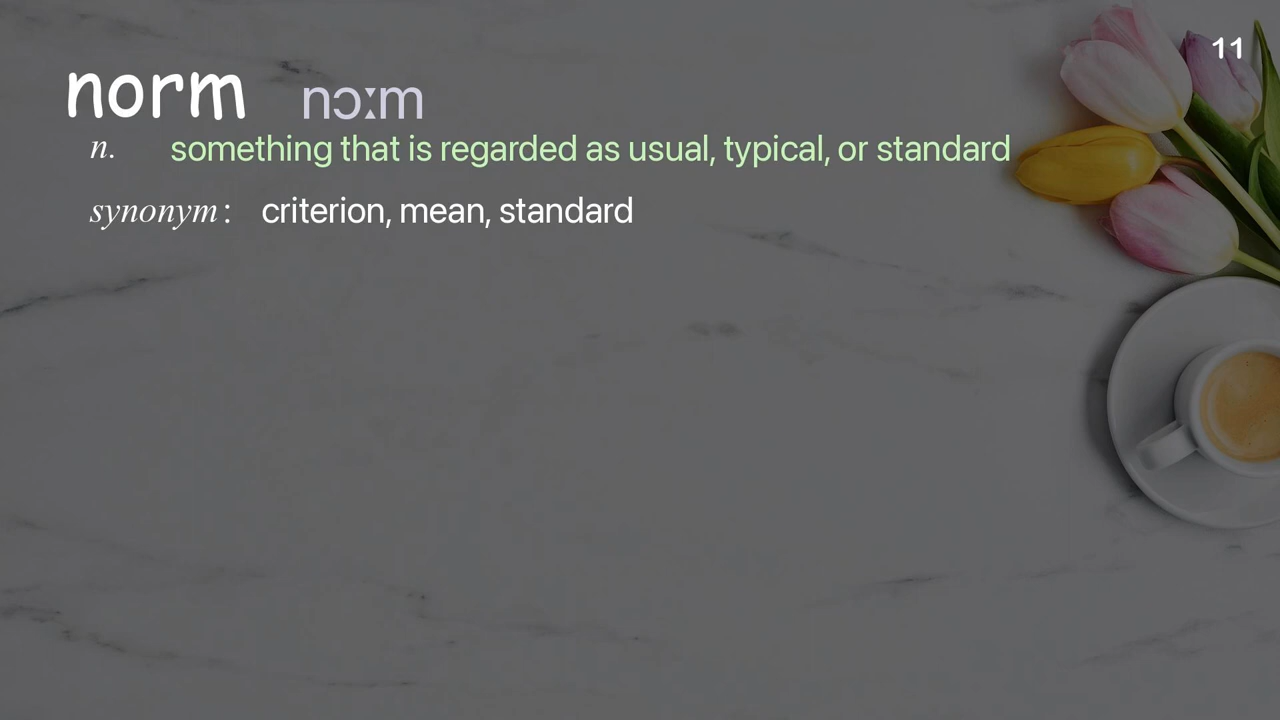 11
norm nɔːm
n. something that is regarded as usual, typical, or standard
synonym: criterion, mean, standard